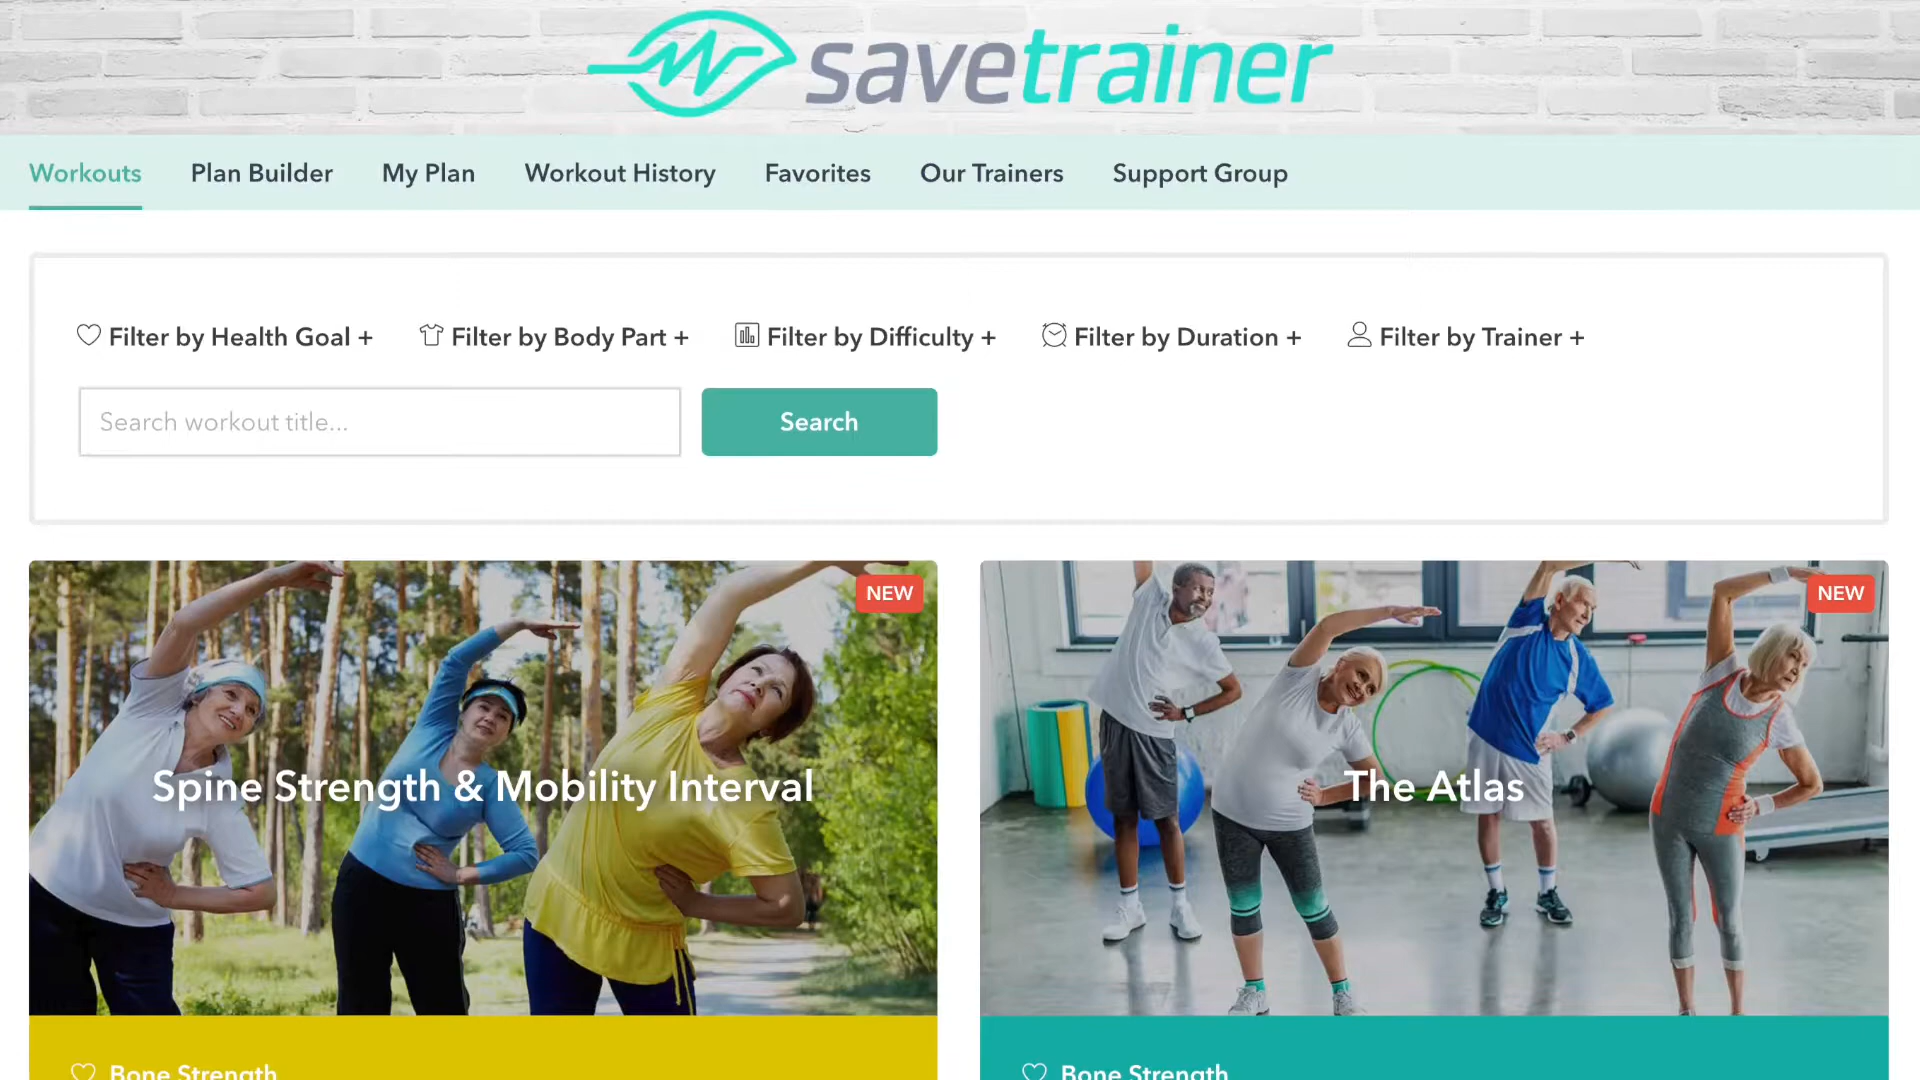 savetrainer
Workouts Plan Builder My Plan Workout History Favorites Our Trainers Support Group
Filter by Health Goal + Filter by Body Part + Filter by Difficulty + Filter by Duration + Filter by Trainer +
Search workout title... Search
NEW NEW
Spine Strength & Mobility Interval The Atlas
Bone Strength Bone Strength